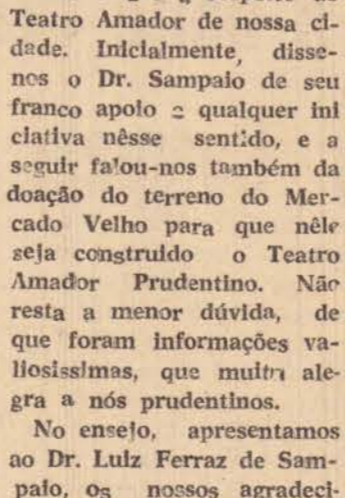 Teatro Amador de nossa ci-
dade. Inicialmente, disse-
nos o Dr. Sampaio de seu
franco apoio a qualquer ini
ciativa nêsse sentido, e a
seguir falou-nos também da
doação do terreno do Mer-
cado Velho para que nêle
seja construido o Teatro
Amador Prudentino. Não
resta a menor dúvida, de
que foram informações va-
liosissimas, que muito ale-
gra a nós prudentinos.
No ensejo, apresentamos
ao Dr. Luiz Ferraz de Sam-
paio, os nossos agradeci-